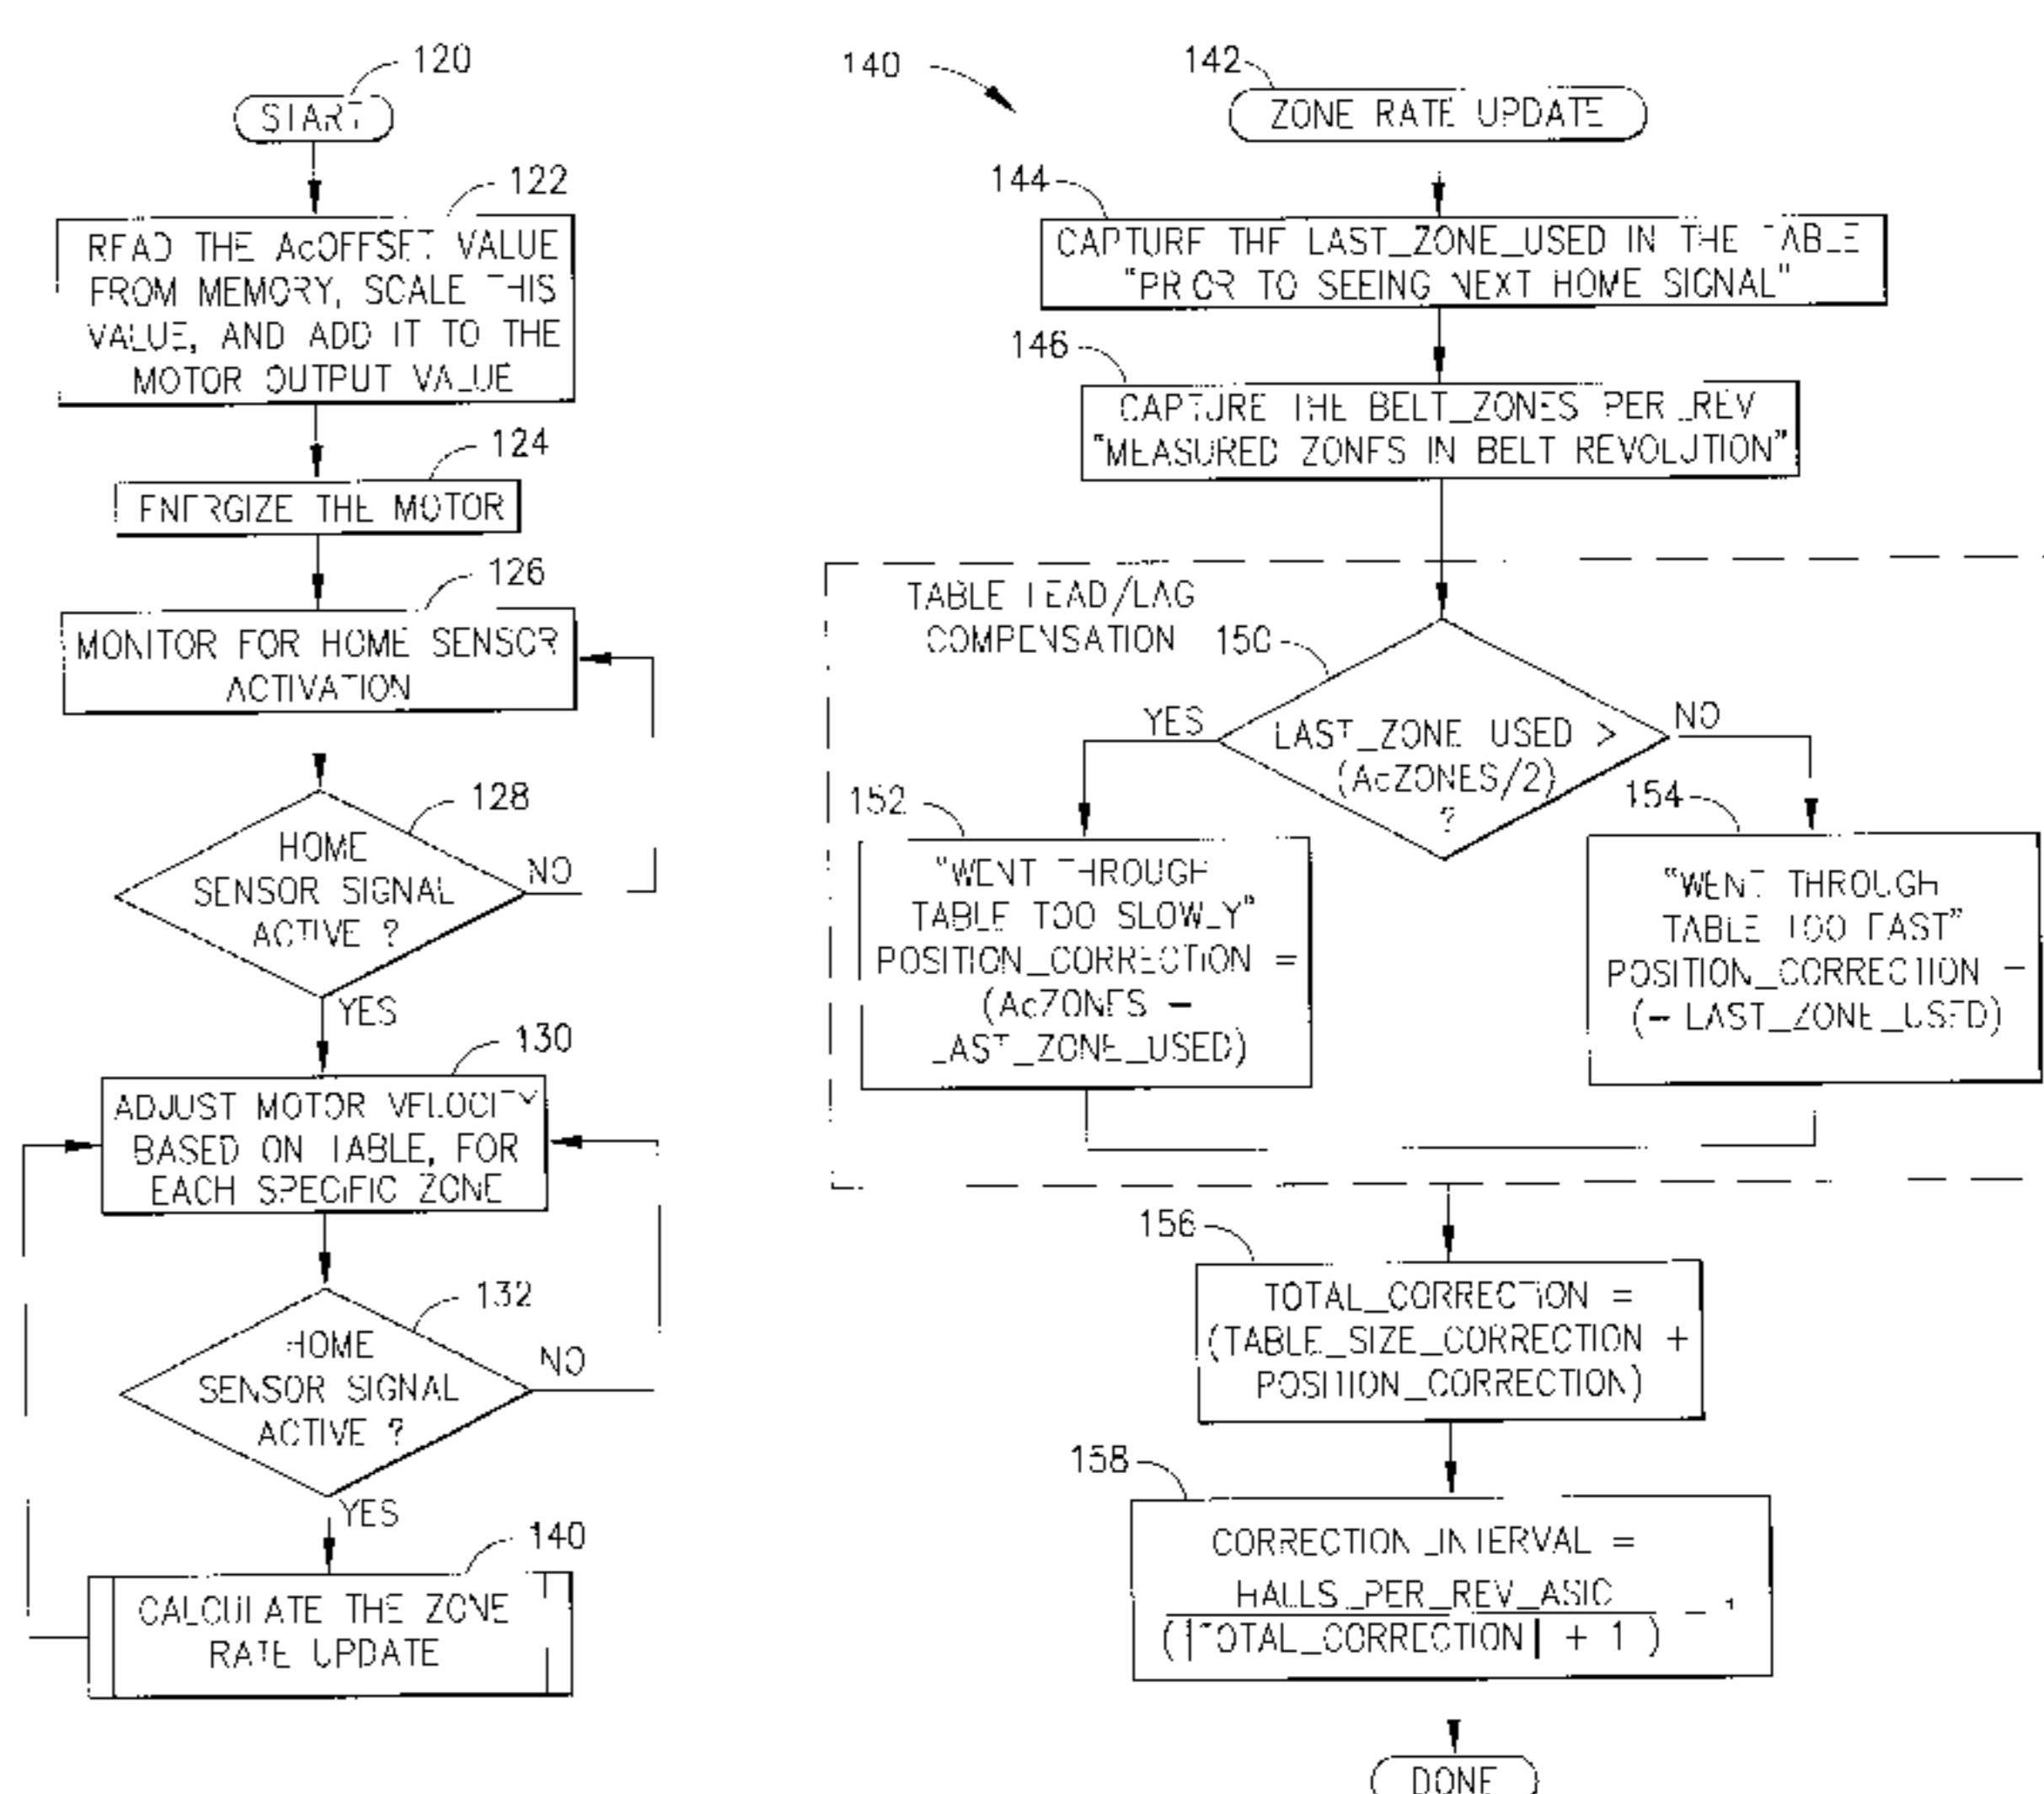 120
START
122
READ THE AcOFFSET VALUE
FROM MEMORY, SCALE THIS
VALUE, AND ADD IT TO THE
MOTOR OUTPUT VALUE
124
ENERGIZE THE MOTOR
126
MONITOR FOR HOME SENSOR
ACTIVATION
128
HOME
SENSOR SIGNAL
ACTIVE ?
NO
YES
130
ADJUST MOTOR VELOCITY
BASED ON TABLE, FOR
EACH SPECIFIC ZONE
132
HOME
SENSOR SIGNAL
ACTIVE ?
NO
YES
140
CALCULATE THE ZONE
RATE UPDATE
140
142
ZONE RATE UPDATE
144
CAPTURE THE LAST_ZONE_USED IN THE TABLE
"PRIOR TO SEEING NEXT HOME SIGNAL"
146
CAPTURE THE BELT_ZONES_PER_REV
"MEASURED ZONES IN BELT REVOLUTION"
TABLE LEAD/LAG
COMPENSATION
150
LAST_ZONE_USED >
(AcZONES/2)
?
YES
NO
152
"WENT THROUGH
TABLE TOO SLOWLY"
POSITION_CORRECTION =
(AcZONES –
LAST_ZONE_USED)
154
"WENT THROUGH
TABLE TOO FAST"
POSITION_CORRECTION =
(– LAST_ZONE_USED)
156
TOTAL_CORRECTION =
(TABLE_SIZE_CORRECTION +
POSITION_CORRECTION)
158
CORRECTION_INTERVAL =
HALLS_PER_REV_ASIC – 1
(|TOTAL_CORRECTION| + 1 )
DONE